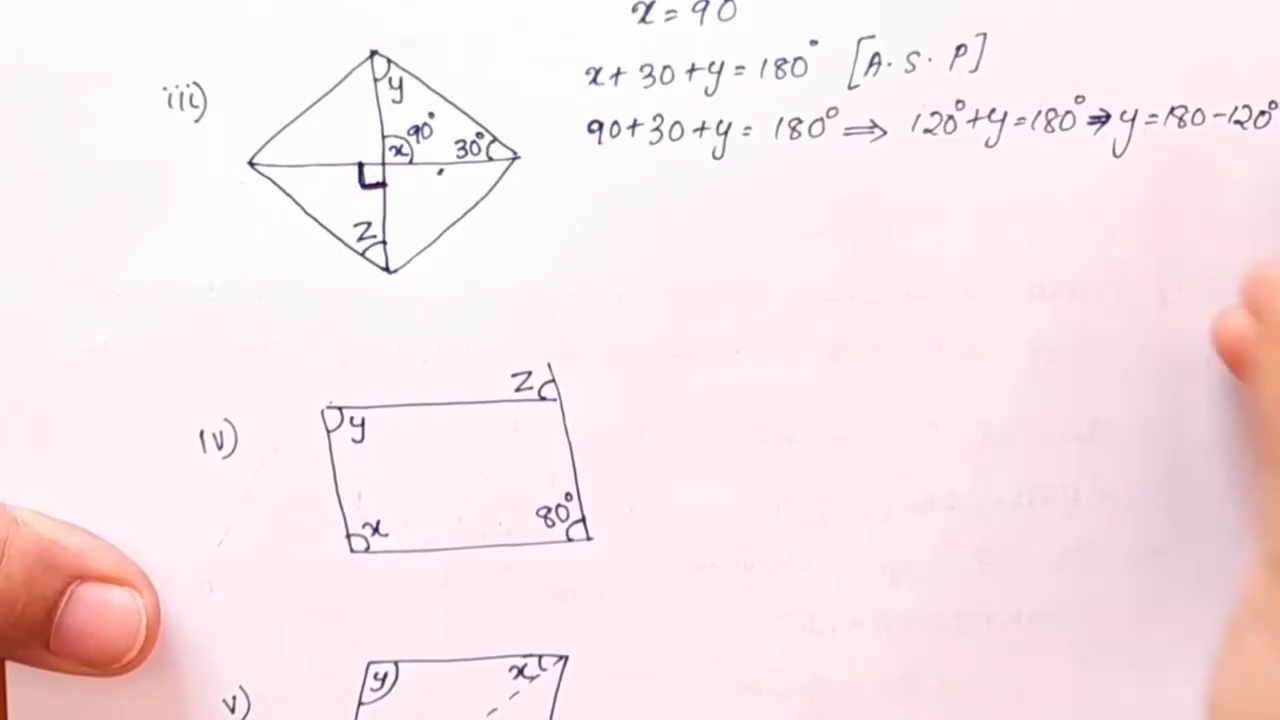 x = 90
x + 30 + y = 180° [A.S.P]
90 + 30 + y = 180° ⇒ 120° + y = 180° ⇒ y = 180 - 120°
iii)
y
x 90° 30°
z
iv)
z
y
80°
x
v)
y x